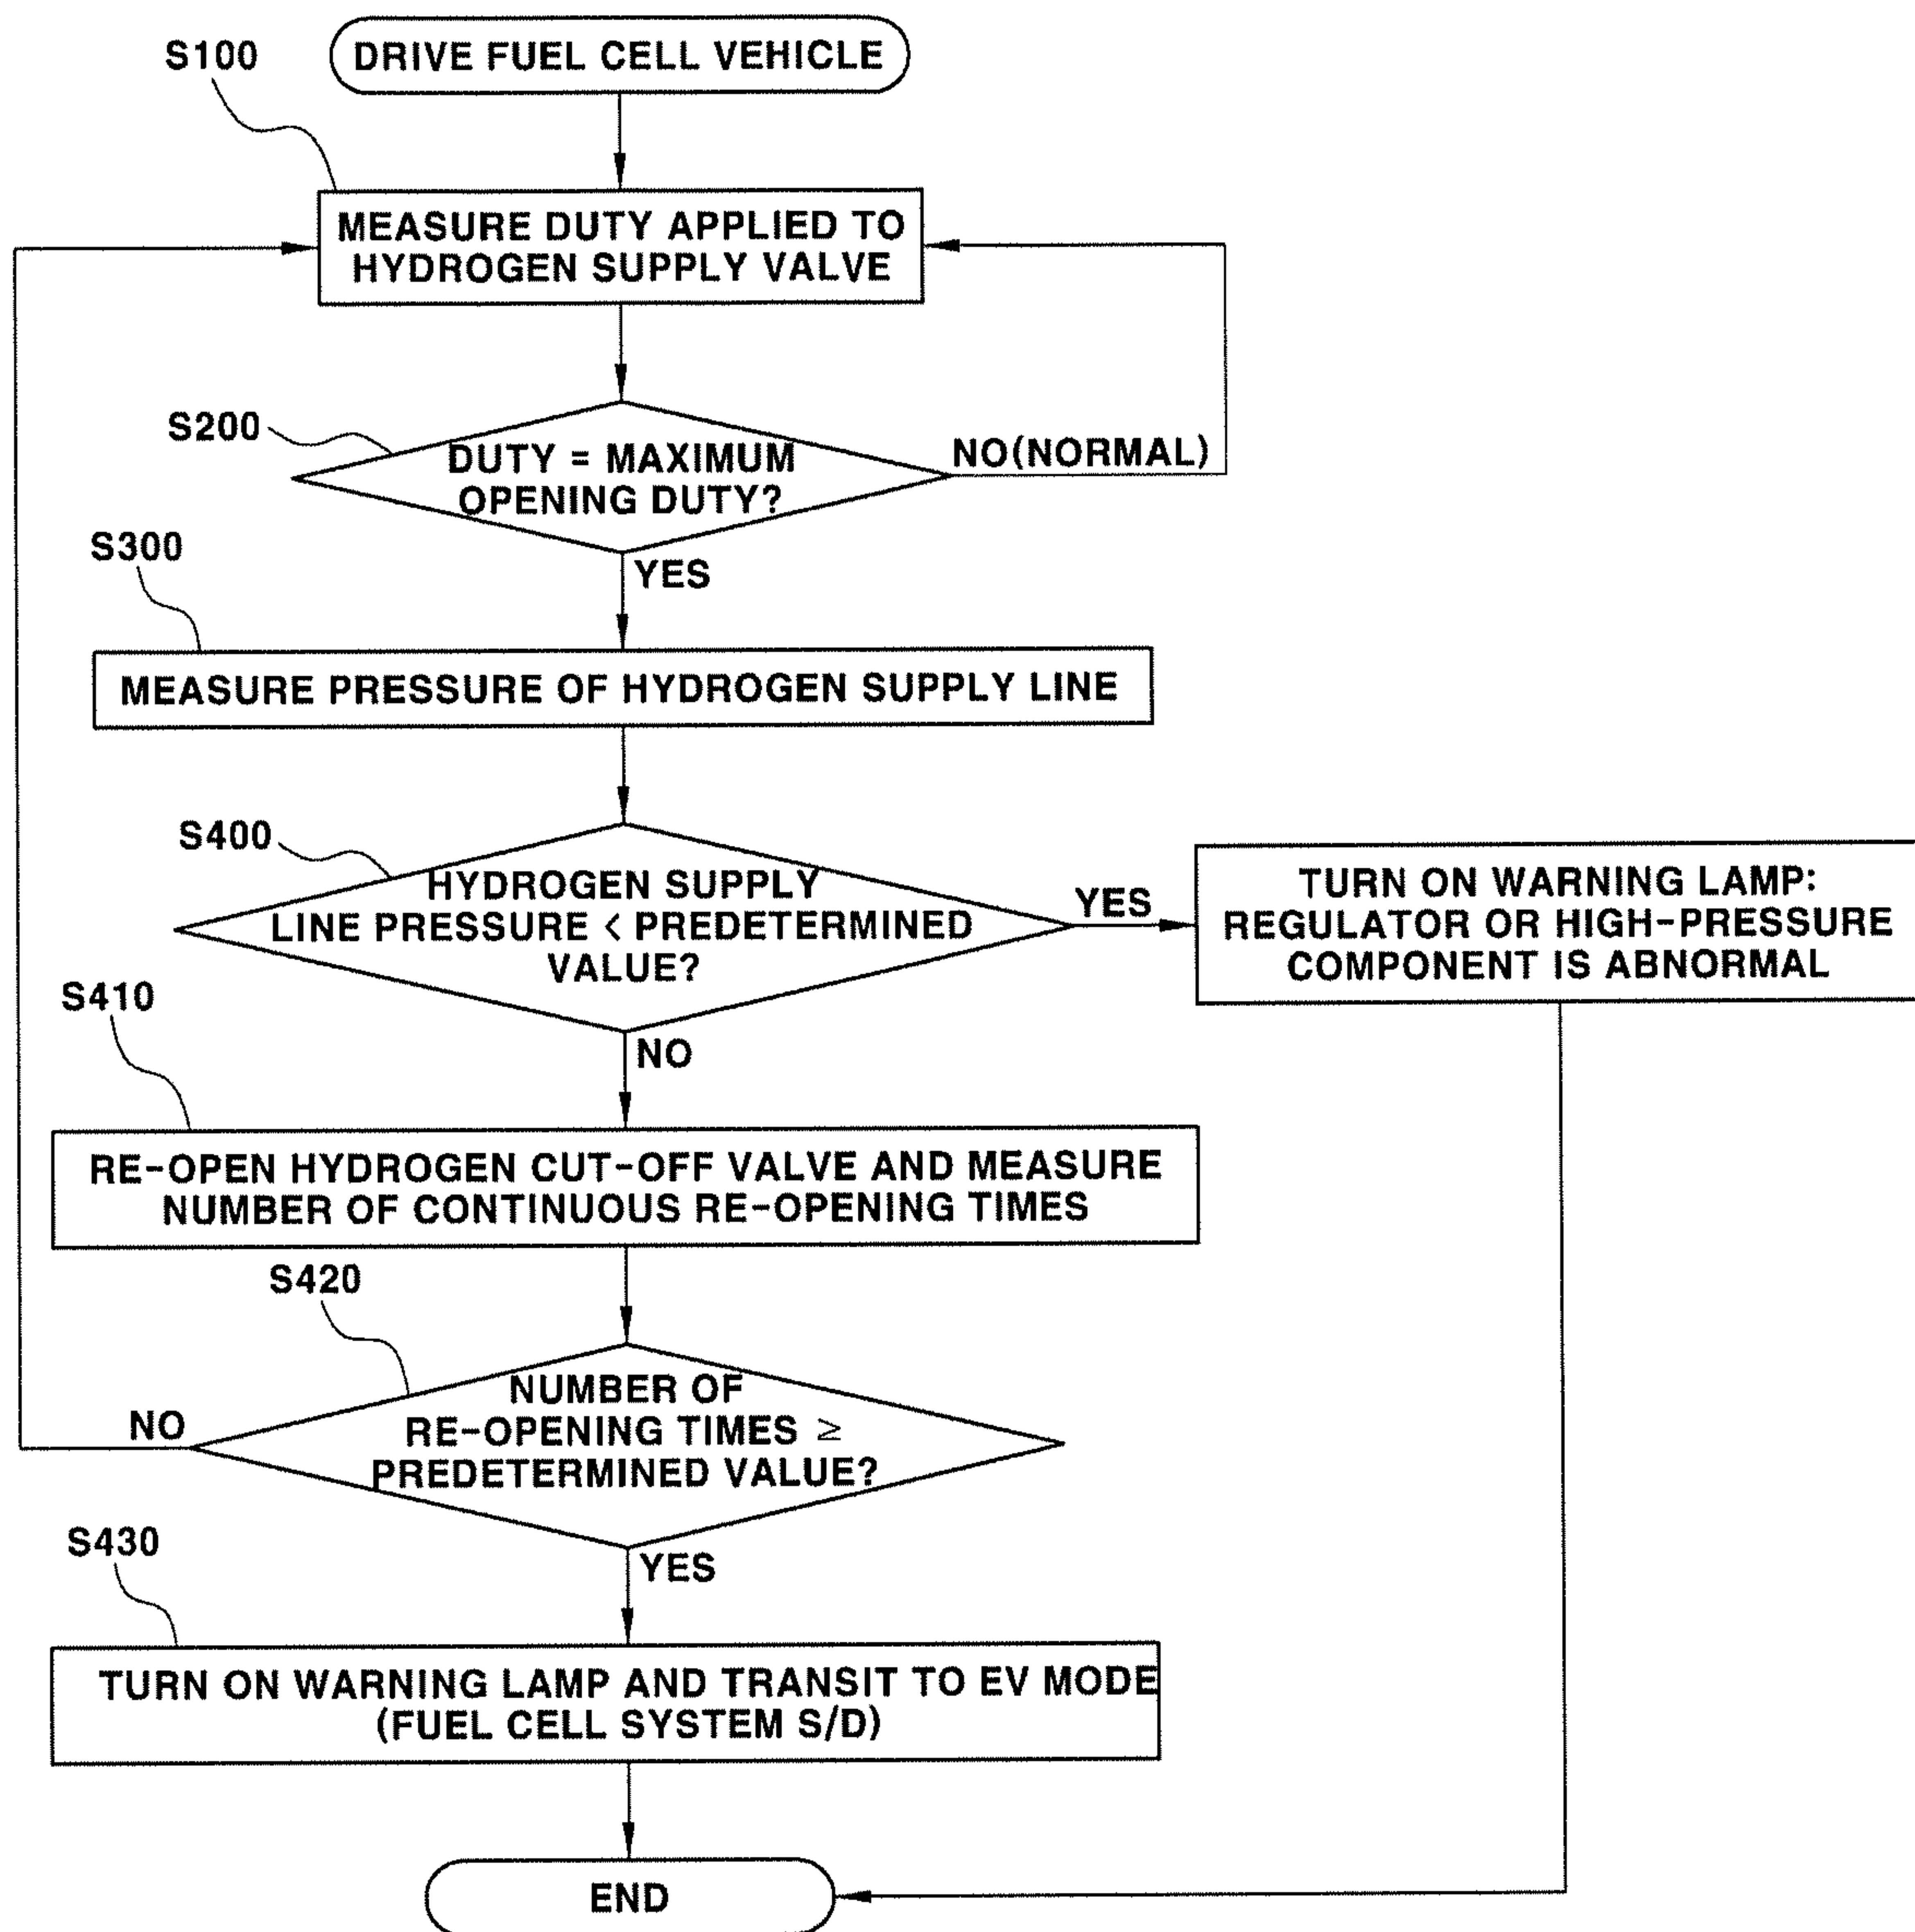 S100
DRIVE FUEL CELL VEHICLE
MEASURE DUTY APPLIED TO
HYDROGEN SUPPLY VALVE
S200
DUTY = MAXIMUM
OPENING DUTY?
NO(NORMAL)
YES
S300
MEASURE PRESSURE OF HYDROGEN SUPPLY LINE
S400
HYDROGEN SUPPLY
LINE PRESSURE < PREDETERMINED
VALUE?
YES
TURN ON WARNING LAMP:
REGULATOR OR HIGH-PRESSURE
COMPONENT IS ABNORMAL
NO
S410
RE-OPEN HYDROGEN CUT-OFF VALVE AND MEASURE
NUMBER OF CONTINUOUS RE-OPENING TIMES
S420
NUMBER OF
RE-OPENING TIMES ≥
PREDETERMINED VALUE?
NO
YES
S430
TURN ON WARNING LAMP AND TRANSIT TO EV MODE
(FUEL CELL SYSTEM S/D)
END